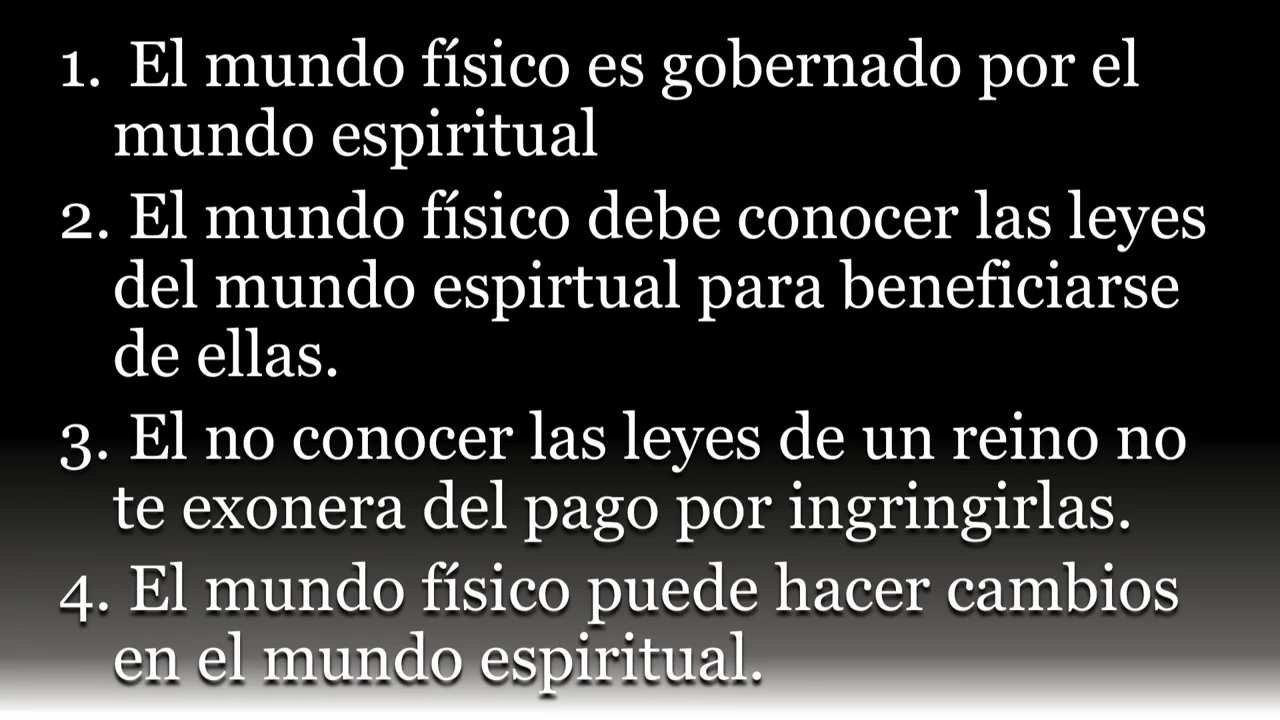 1. El mundo físico es gobernado por el
mundo espiritual
2. El mundo físico debe conocer las leyes
del mundo espirtual para beneficiarse
de ellas.
3. El no conocer las leyes de un reino no
te exonera del pago por ingringirlas.
4. El mundo físico puede hacer cambios
en el mundo espiritual.